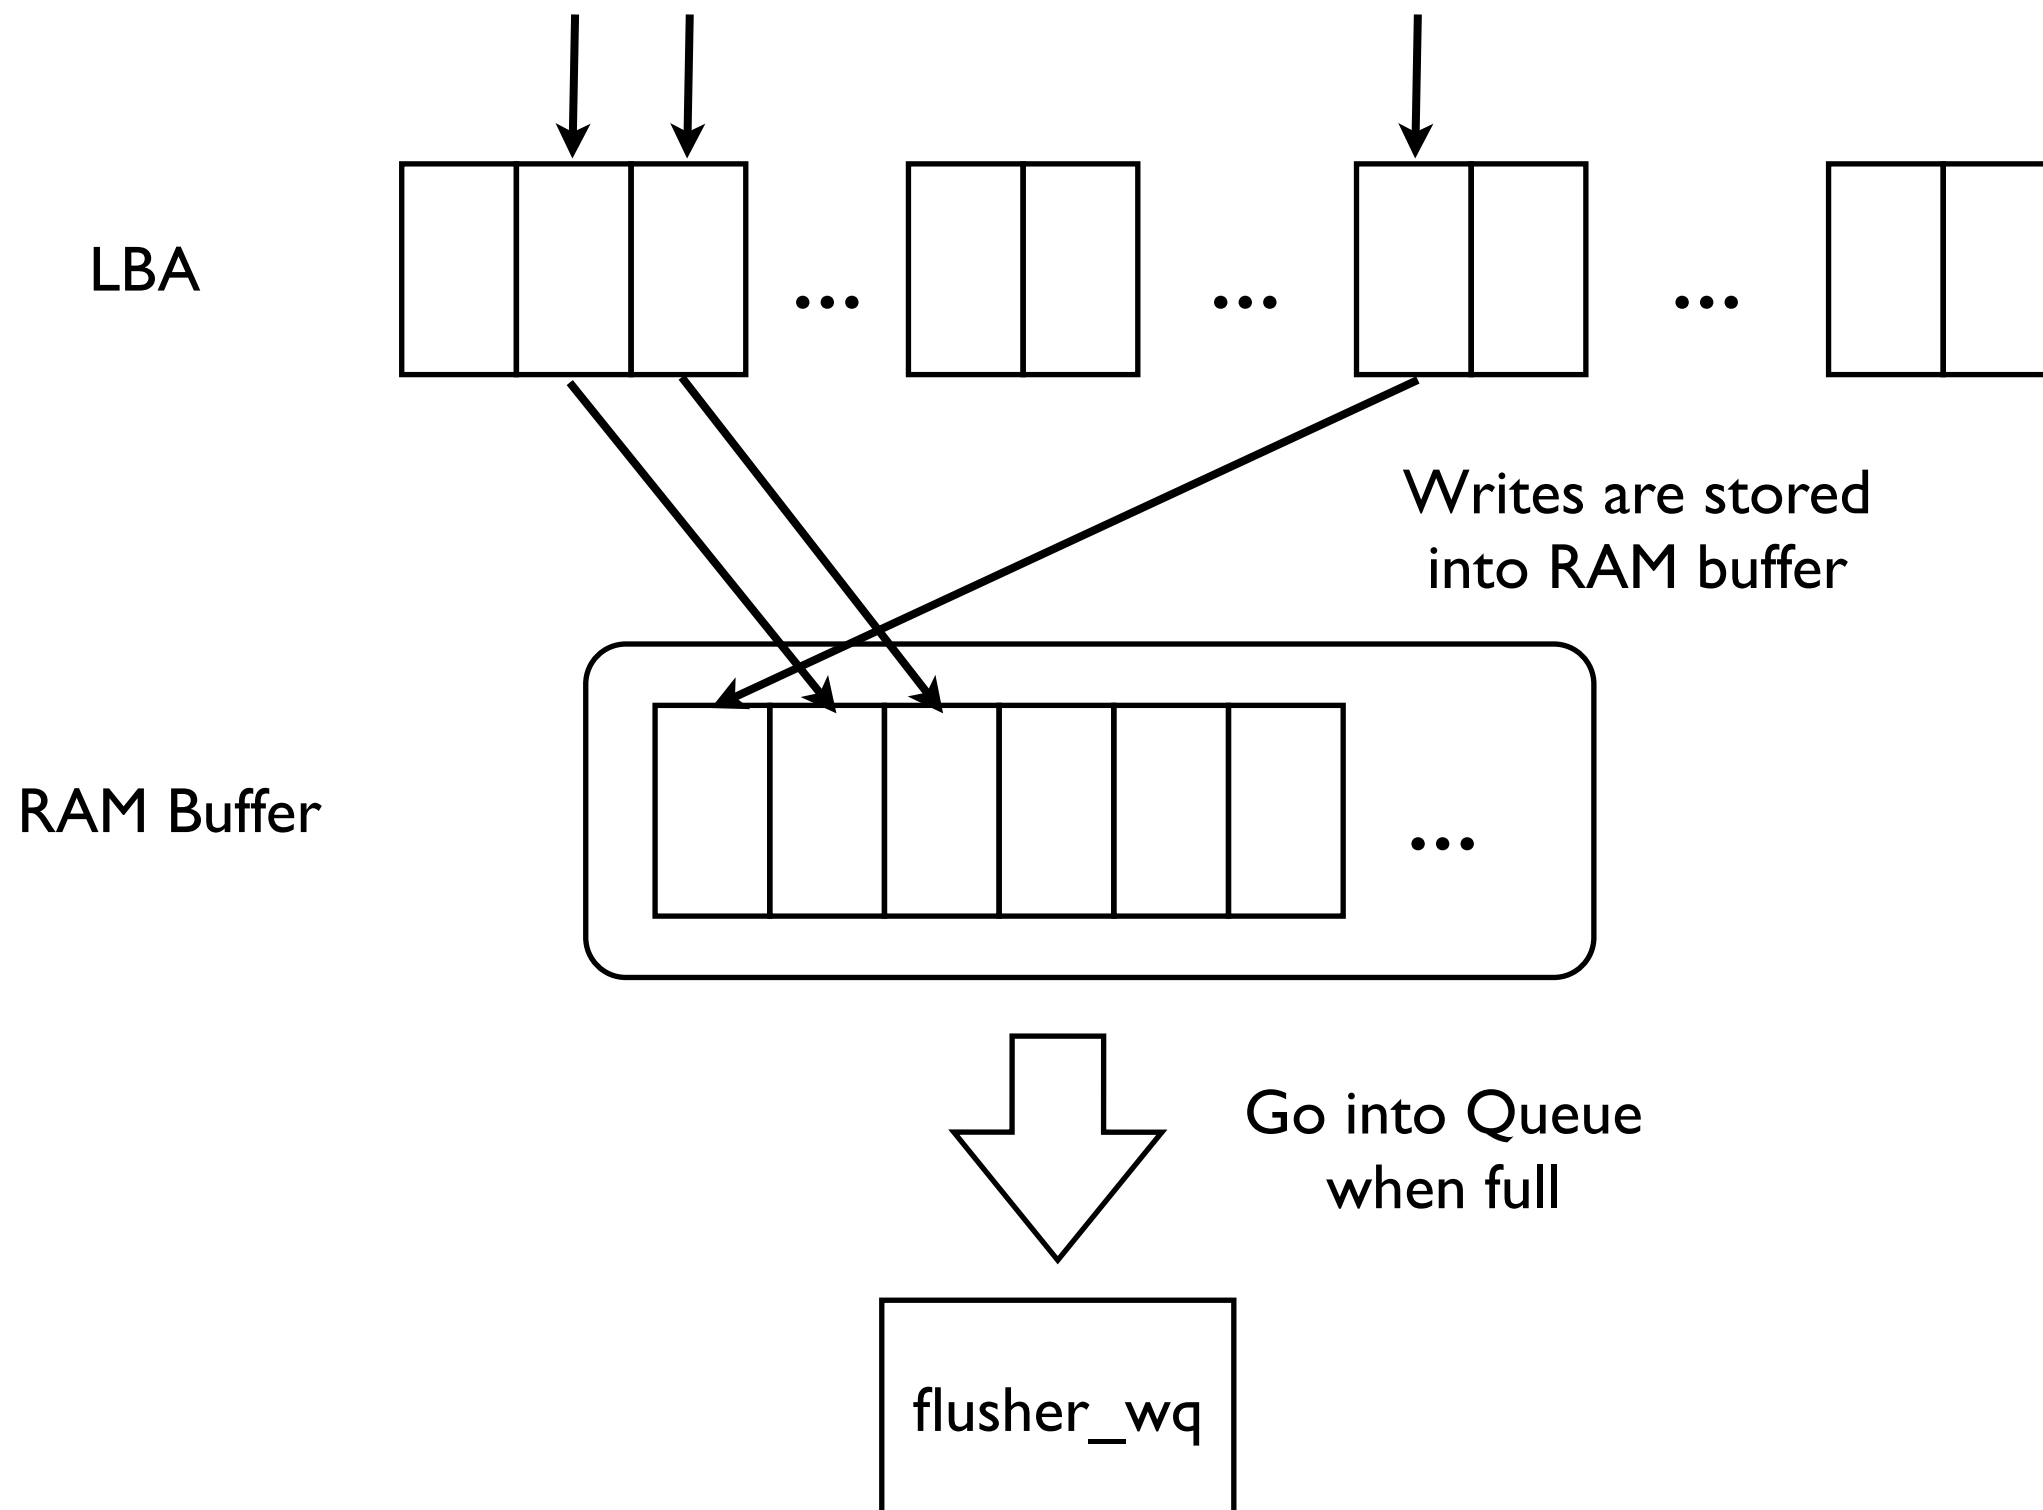 LBA
...
...
...
Writes are stored
into RAM buffer
RAM Buffer
...
Go into Queue
when full
flusher_wq